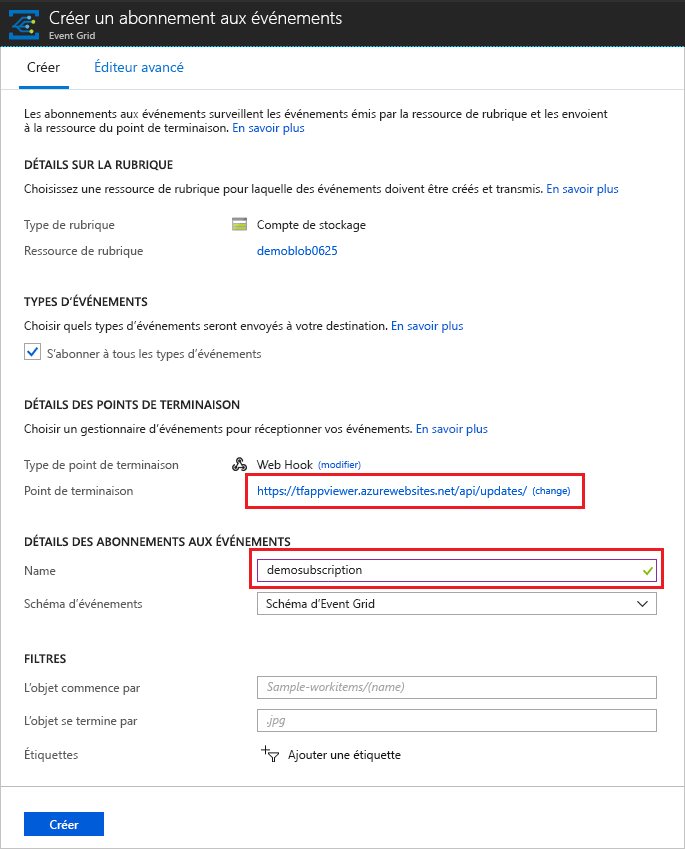 Créer un abonnement aux événements
Event Grid
Créer
Éditeur avancé
Les abonnements aux événements surveillent les événements émis par la ressource de rubrique et les envoient
à la ressource du point de terminaison. En savoir plus
DÉTAILS SUR LA RUBRIQUE
Choisissez une ressource de rubrique pour laquelle des événements doivent être créés et transmis. En savoir plus
Type de rubrique Compte de stockage
Ressource de rubrique demoblob0625
TYPES D'ÉVÉNEMENTS
Choisir quels types d'événements seront envoyés à votre destination. En savoir plus
S'abonner à tous les types d'événements
DÉTAILS DES POINTS DE TERMINAISON
Choisir un gestionnaire d'événements pour réceptionner vos événements. En savoir plus
Type de point de terminaison Web Hook (modifier)
Point de terminaison https://tfappviewer.azurewebsites.net/api/updates/ (change)
DÉTAILS DES ABONNEMENTS AUX ÉVÉNEMENTS
Name demosubscription
Schéma d'événements Schéma d'Event Grid
FILTRES
L'objet commence par Sample-workitems/(name)
L'objet se termine par .jpg
Étiquettes Ajouter une étiquette
Créer